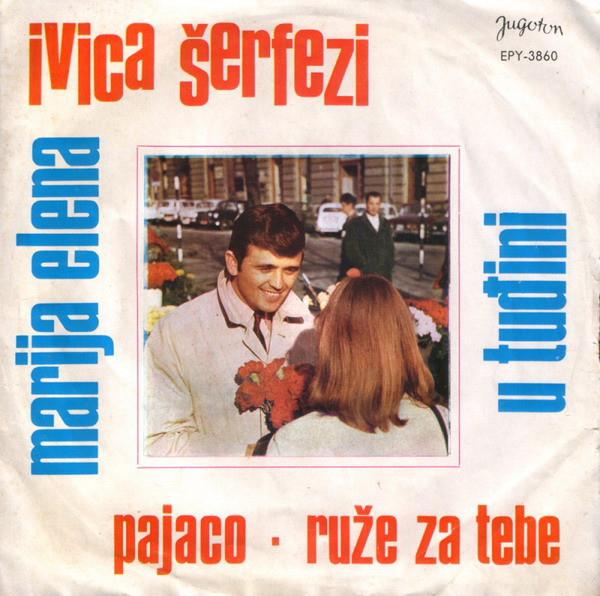 ivica šerfezi
Jugoton
EPY-3860
marija elena
u tuđini
pajaco · ruže za tebe